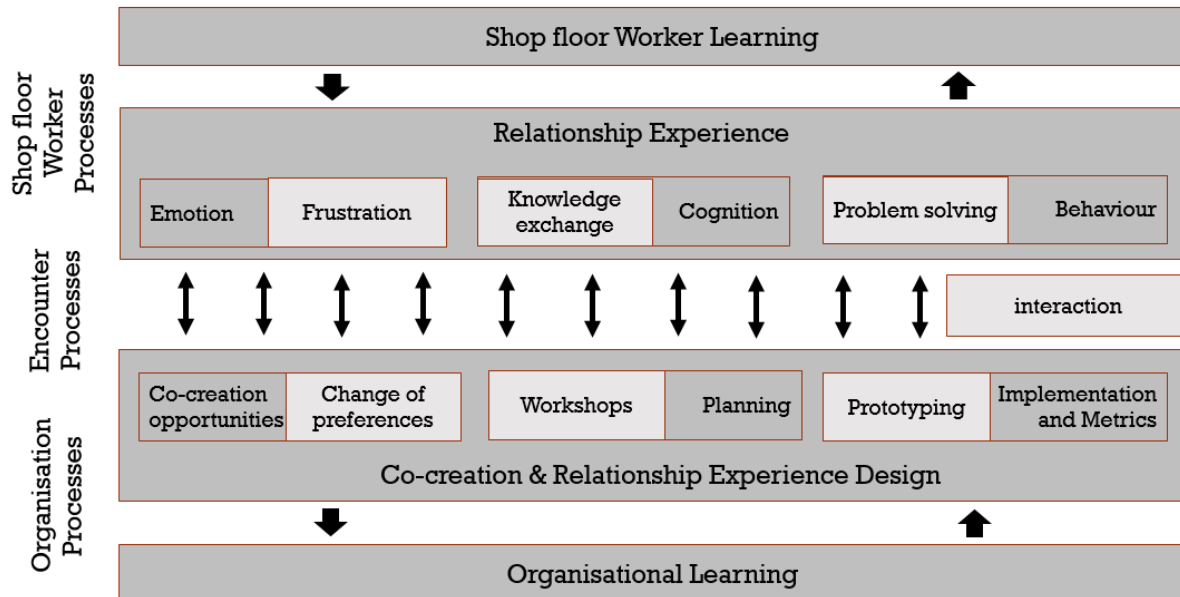 Shop floor Worker Learning
Shop floor
Worker
Processes
Relationship Experience
Emotion
Frustration
Knowledge
exchange
Cognition
Problem solving
Behaviour
Encounter
Processes
interaction
Co-creation
opportunities
Change of
preferences
Workshops
Planning
Prototyping
Implementation
and Metrics
Co-creation & Relationship Experience Design
Organisation
Processes
Organisational Learning